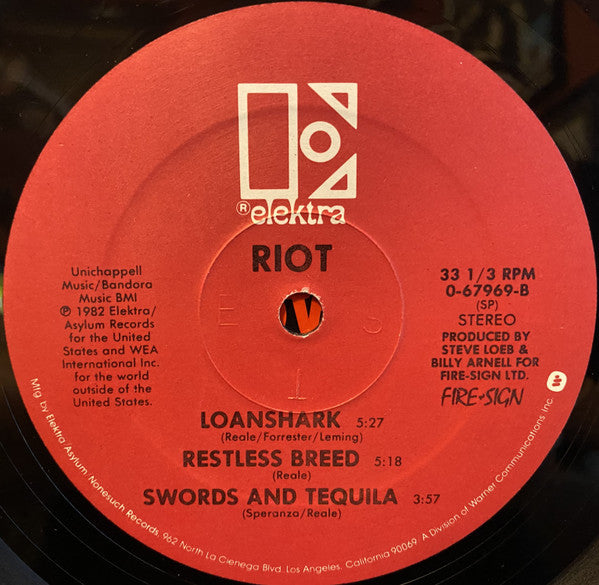 ® elektra
RIOT
Unichappell
Music/Bandora
Music BMI
℗ 1982 Elektra/
Asylum Records
for the United
States and WEA
International Inc.
for the world
outside of the
United States.
33 1/3 RPM
0-67969-B
(SP)
STEREO
PRODUCED BY
STEVE LOEB &
BILLY ARNELL FOR
FIRE-SIGN LTD.
FIRE SIGN
LOANSHARK 5:27
(Reale/Forrester/Leming)
RESTLESS BREED 5:18
(Reale)
SWORDS AND TEQUILA 3:57
(Speranza/Reale)
Mfg. by Elektra/Asylum/Nonesuch Records, 962 North La Cienega Blvd., Los Angeles, California 90069. A Division of Warner Communications Inc.